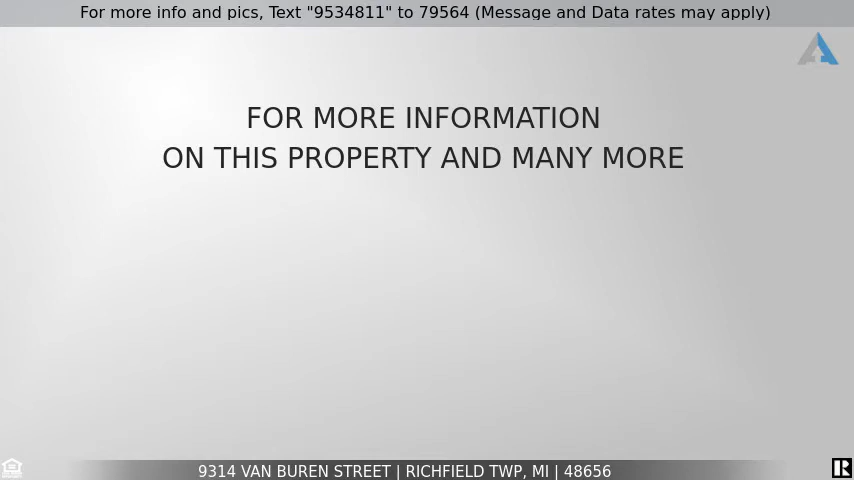 For more info and pics, Text "9534811" to 79564 (Message and Data rates may apply)
FOR MORE INFORMATION
ON THIS PROPERTY AND MANY MORE
9314 VAN BUREN STREET | RICHFIELD TWP, MI | 48656